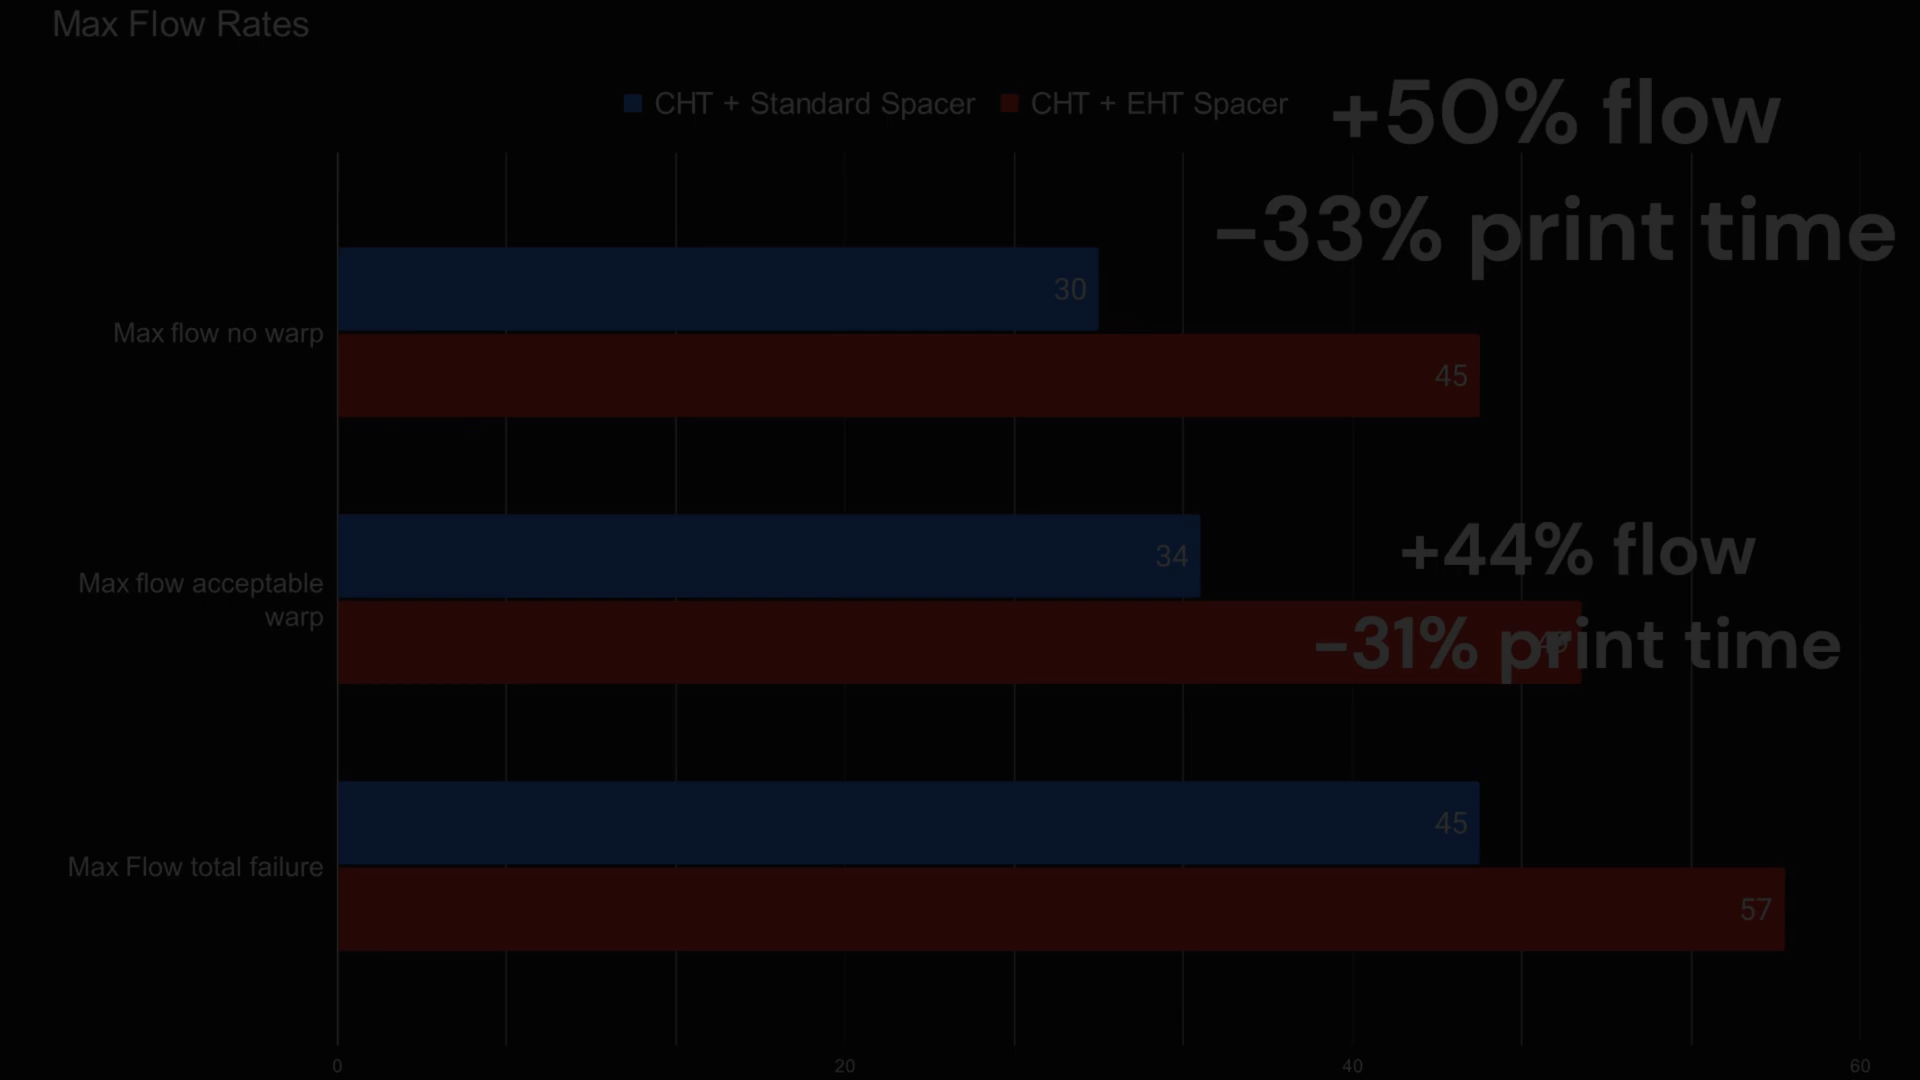 Max Flow Rates
CHT + Standard Spacer
CHT + EHT Spacer
+50% flow
-33% print time
30
Max flow no warp
45
+44% flow
34
Max flow acceptable
warp
-31% print time
45
Max Flow total failure
57
0
20
40
60